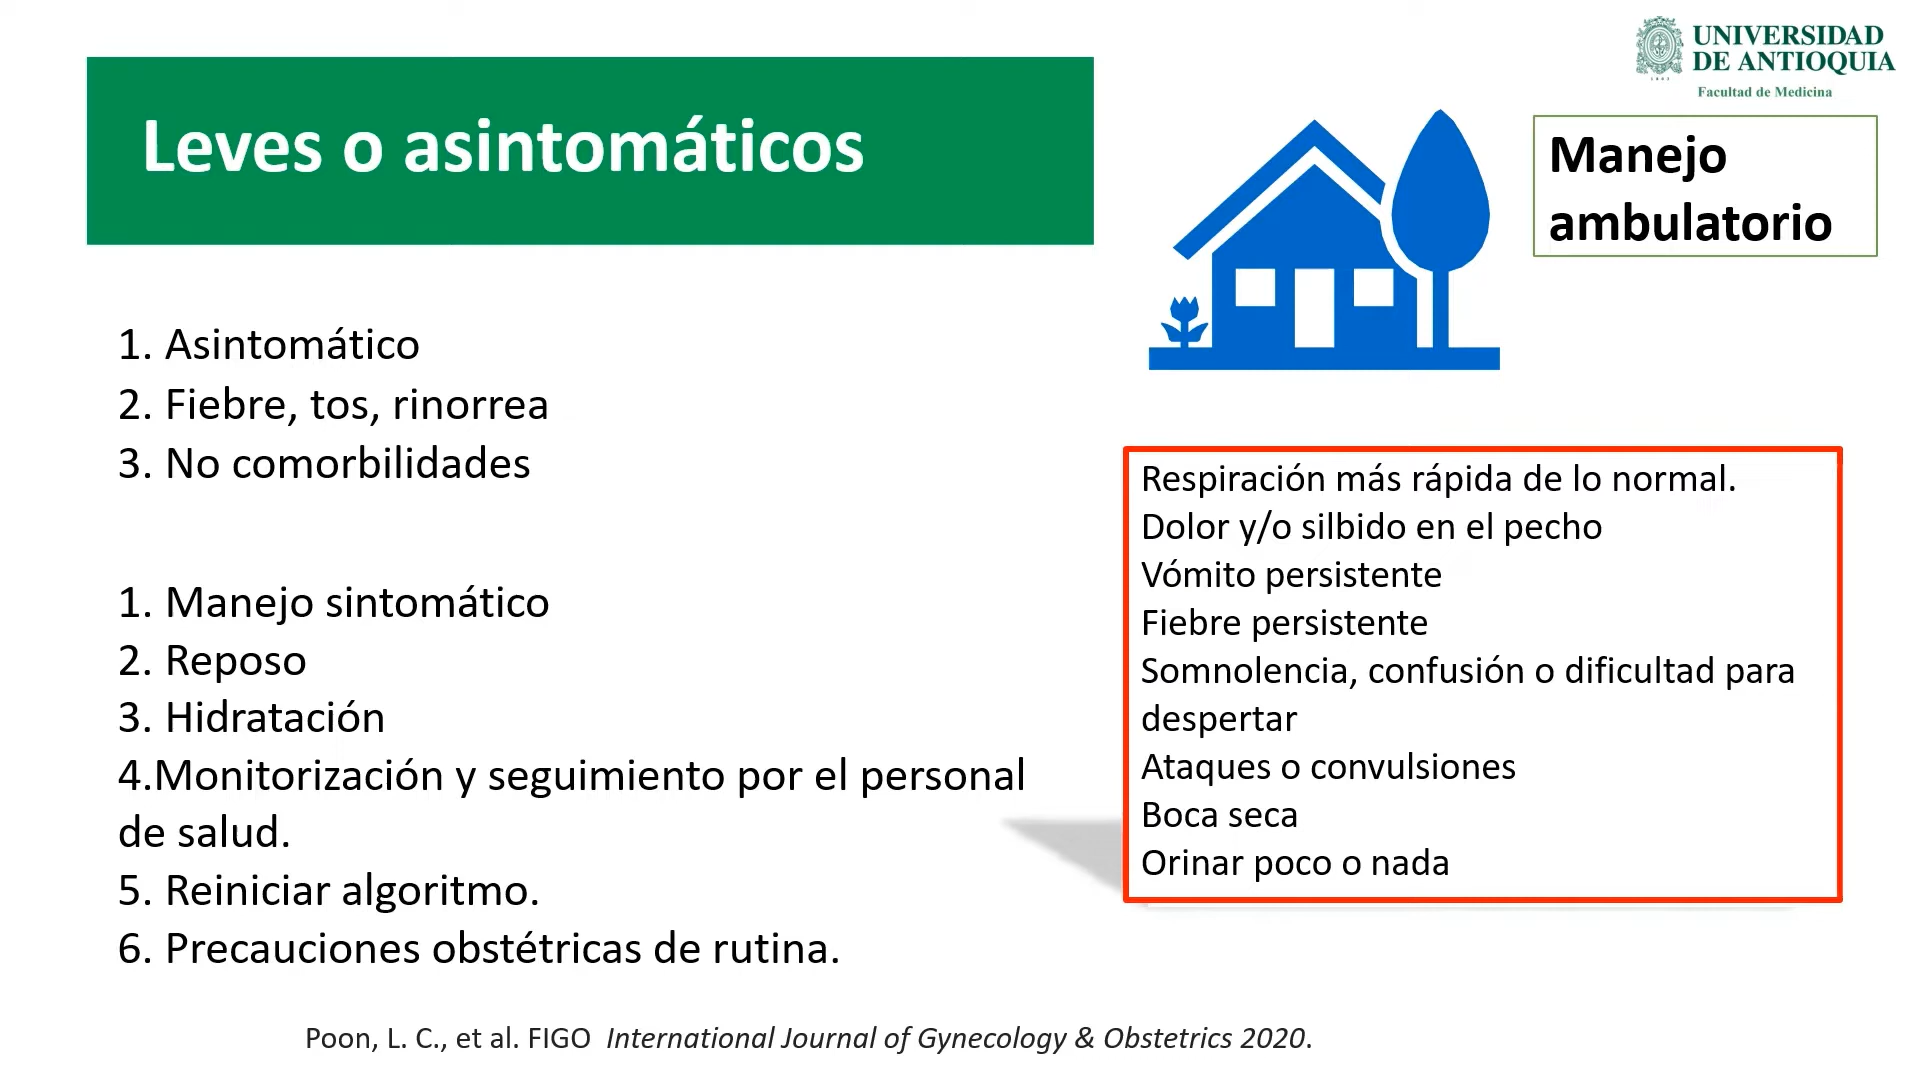 UNIVERSIDAD
DE ANTIOQUIA
1803
Facultad de Medicina
Leves o asintomáticos
Manejo
ambulatorio
1. Asintomático
2. Fiebre, tos, rinorrea
3. No comorbilidades
1. Manejo sintomático
2. Reposo
3. Hidratación
4.Monitorización y seguimiento por el personal
de salud.
5. Reiniciar algoritmo.
6. Precauciones obstétricas de rutina.
Respiración más rápida de lo normal.
Dolor y/o silbido en el pecho
Vómito persistente
Fiebre persistente
Somnolencia, confusión o dificultad para
despertar
Ataques o convulsiones
Boca seca
Orinar poco o nada
Poon, L. C., et al. FIGO International Journal of Gynecology & Obstetrics 2020.